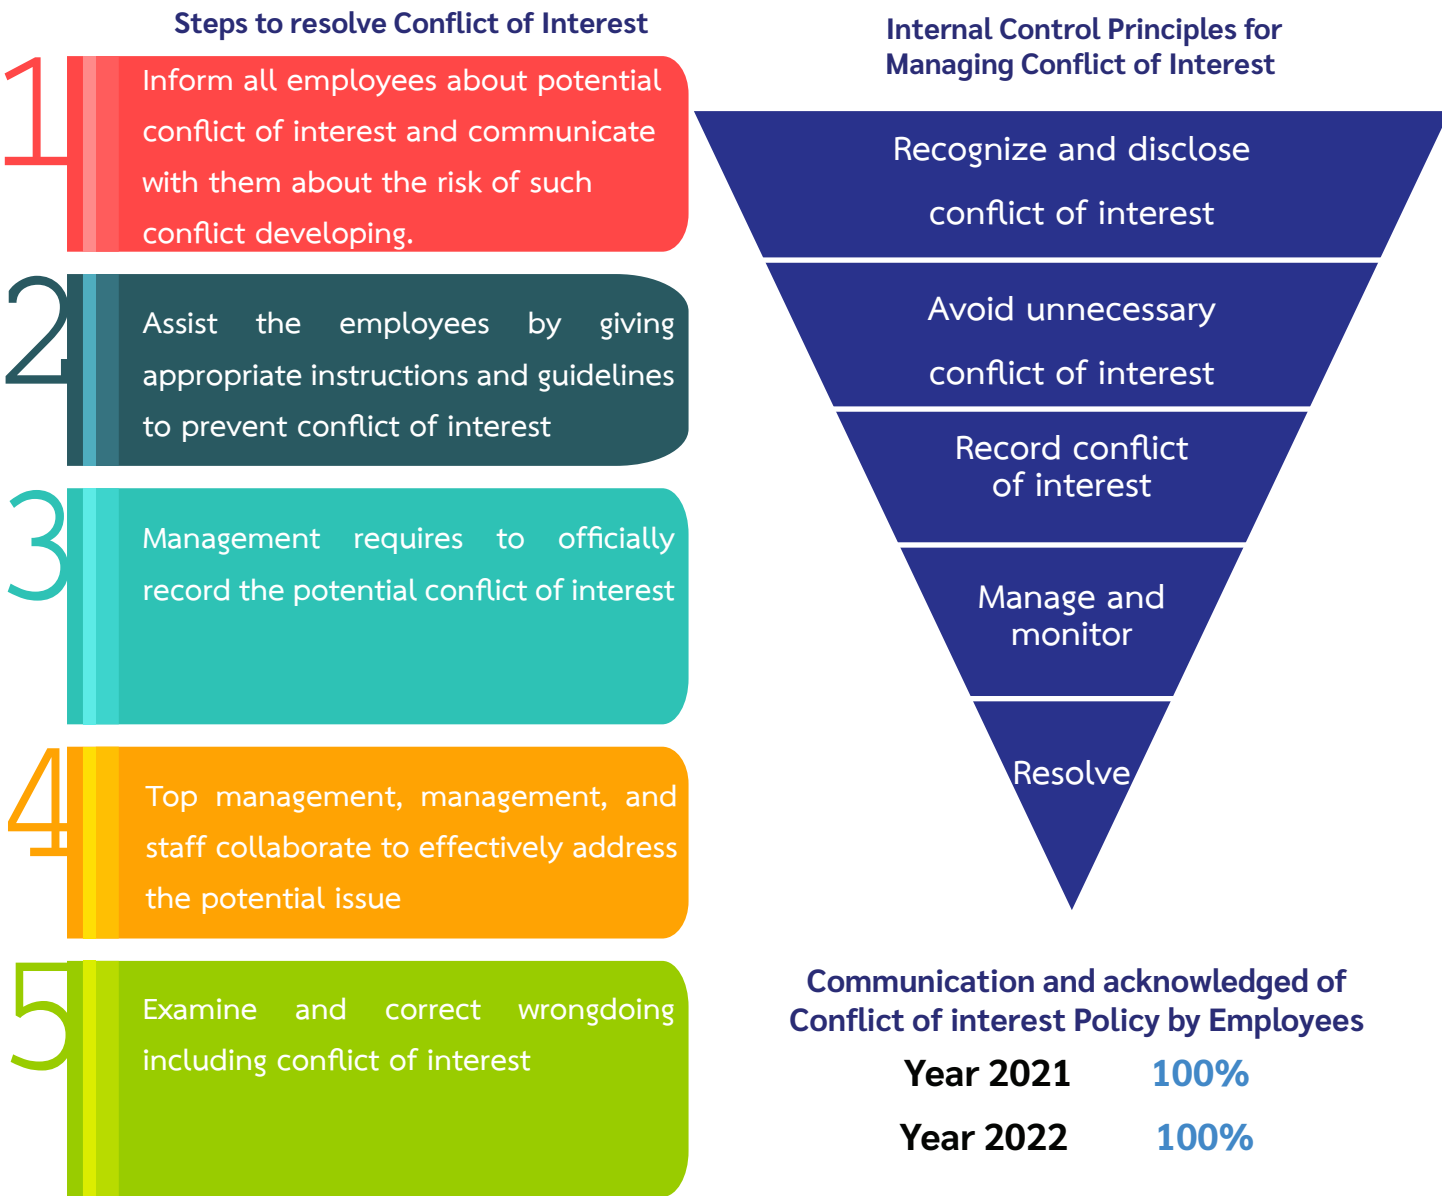 Steps to resolve Conflict of Interest
1
Inform all employees about potential
conflict of interest and communicate
with them about the risk of such
conflict developing.
2
Assist the employees by giving
appropriate instructions and guidelines
to prevent conflict of interest
3
Management requires to officially
record the potential conflict of interest
4
Top management, management, and
staff collaborate to effectively address
the potential issue
5
Examine and correct wrongdoing
including conflict of interest
Internal Control Principles for
Managing Conflict of Interest
Recognize and disclose
conflict of interest
Avoid unnecessary
conflict of interest
Record conflict
of interest
Manage and
monitor
Resolve
Communication and acknowledged of
Conflict of interest Policy by Employees
Year 2021 100%
Year 2022 100%